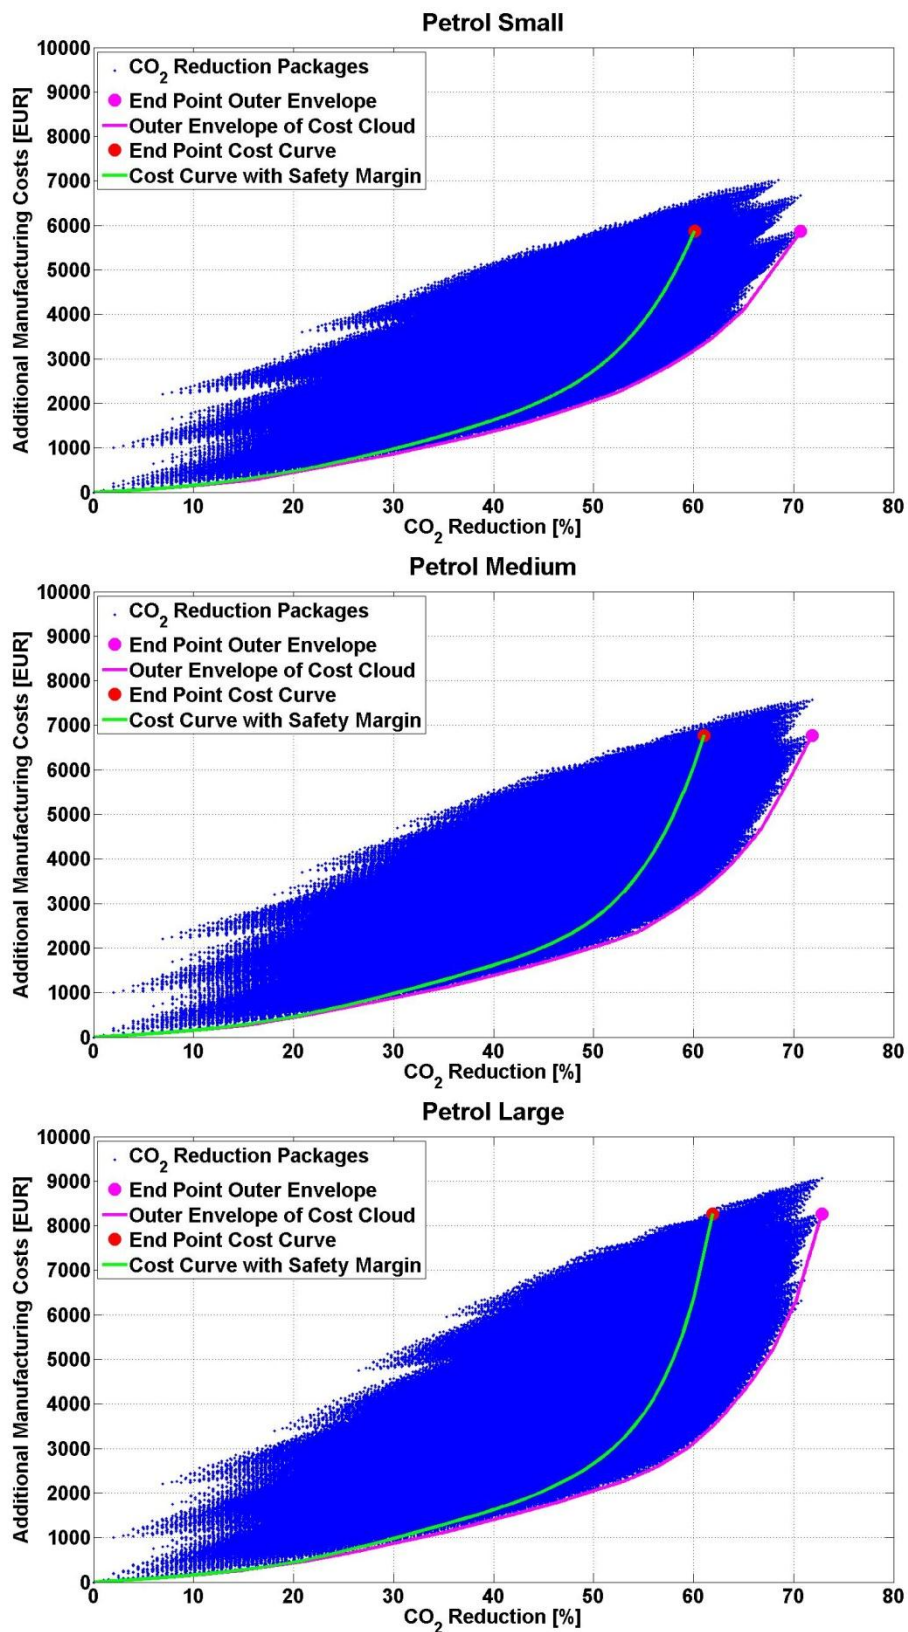 Petrol Small
Additional Manufacturing Costs [EUR]
10000
9000
8000
7000
6000
5000
4000
3000
2000
1000
0
CO2 Reduction Packages
End Point Outer Envelope
Outer Envelope of Cost Cloud
End Point Cost Curve
Cost Curve with Safety Margin
0 10 20 30 40 50 60 70 80
CO2 Reduction [%]
Petrol Medium
Additional Manufacturing Costs [EUR]
10000
9000
8000
7000
6000
5000
4000
3000
2000
1000
0
CO2 Reduction Packages
End Point Outer Envelope
Outer Envelope of Cost Cloud
End Point Cost Curve
Cost Curve with Safety Margin
0 10 20 30 40 50 60 70 80
CO2 Reduction [%]
Petrol Large
Additional Manufacturing Costs [EUR]
10000
9000
8000
7000
6000
5000
4000
3000
2000
1000
0
CO2 Reduction Packages
End Point Outer Envelope
Outer Envelope of Cost Cloud
End Point Cost Curve
Cost Curve with Safety Margin
0 10 20 30 40 50 60 70 80
CO2 Reduction [%]